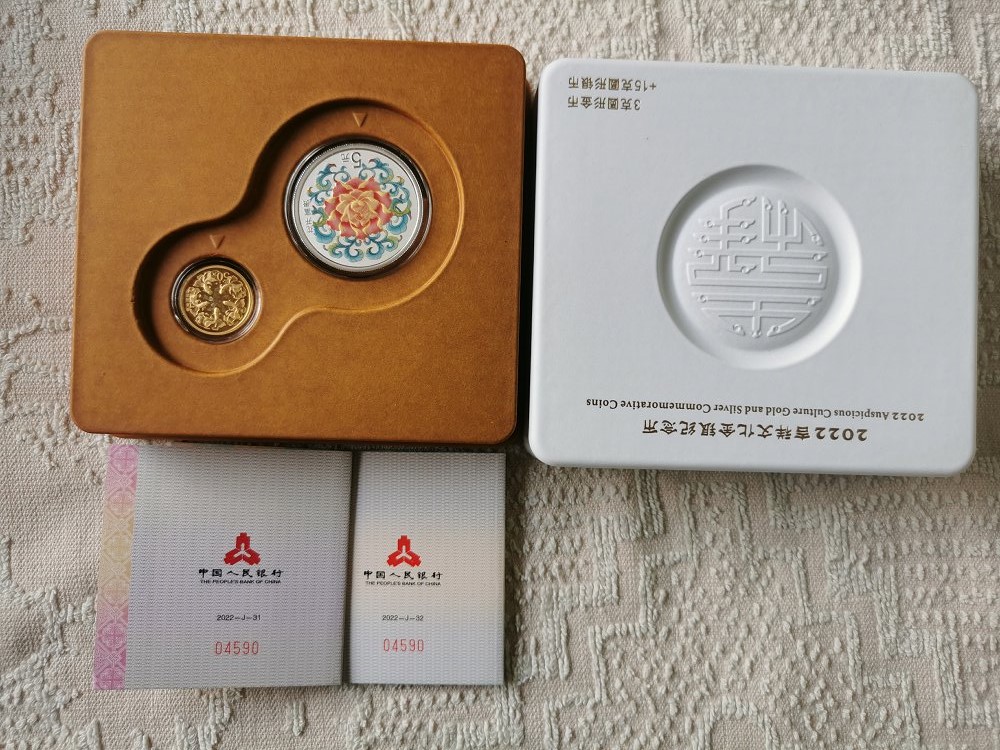 5元
50
2022吉祥文化金银纪念币
2022 Auspicious Culture Gold and Silver Commemorative Coins
3克圆形金币
+15克圆形银币
中国人民银行
THE PEOPLE'S BANK OF CHINA
2022-J-31
04590
中国人民银行
THE PEOPLE'S BANK OF CHINA
2022-J-32
04590